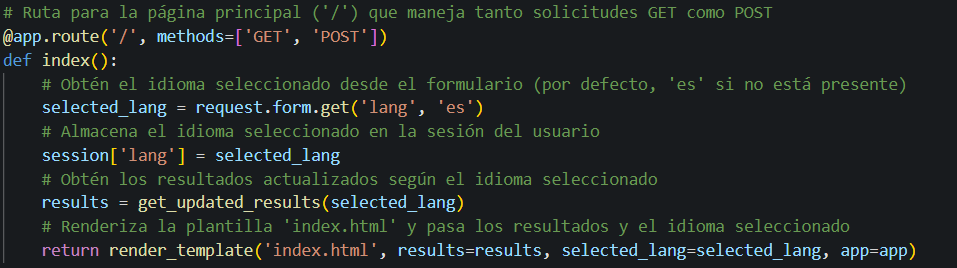 # Ruta para la página principal ('/') que maneja tanto solicitudes GET como POST
@app.route('/', methods=['GET', 'POST'])
def index():
    # Obtén el idioma seleccionado desde el formulario (por defecto, 'es' si no está presente)
    selected_lang = request.form.get('lang', 'es')
    # Almacena el idioma seleccionado en la sesión del usuario
    session['lang'] = selected_lang
    # Obtén los resultados actualizados según el idioma seleccionado
    results = get_updated_results(selected_lang)
    # Renderiza la plantilla 'index.html' y pasa los resultados y el idioma seleccionado
    return render_template('index.html', results=results, selected_lang=selected_lang, app=app)